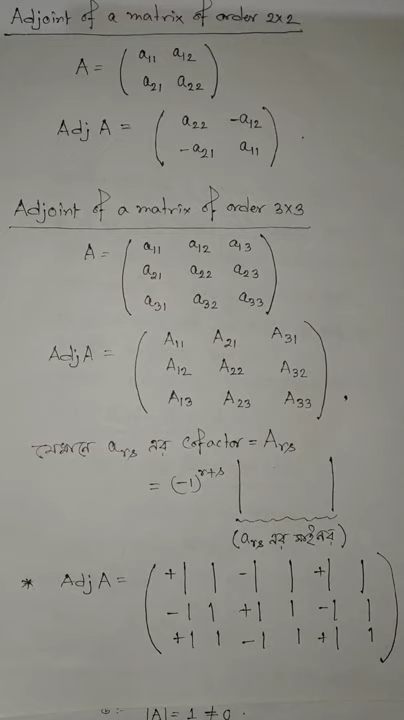 Adjoint of a matrix of order 2x2
A = ( a11 a12
a21 a22 )
Adj A = ( a22 -a12
-a21 a11 ) .
Adjoint of a matrix of order 3x3
A = ( a11 a12 a13
a21 a22 a23
a31 a32 a33 )
Adj A = ( A11 A21 A31
A12 A22 A32
A13 A23 A33 ) ,
যেখানে ars এর cofactor = Ars
= (-1)^r+s | |
(ars এর মাইনর)
* Adj A = ( +| | -| | +| |
-| | +| | -| |
+| | -| | +| | )
|A| = 1 ≠ 0 .